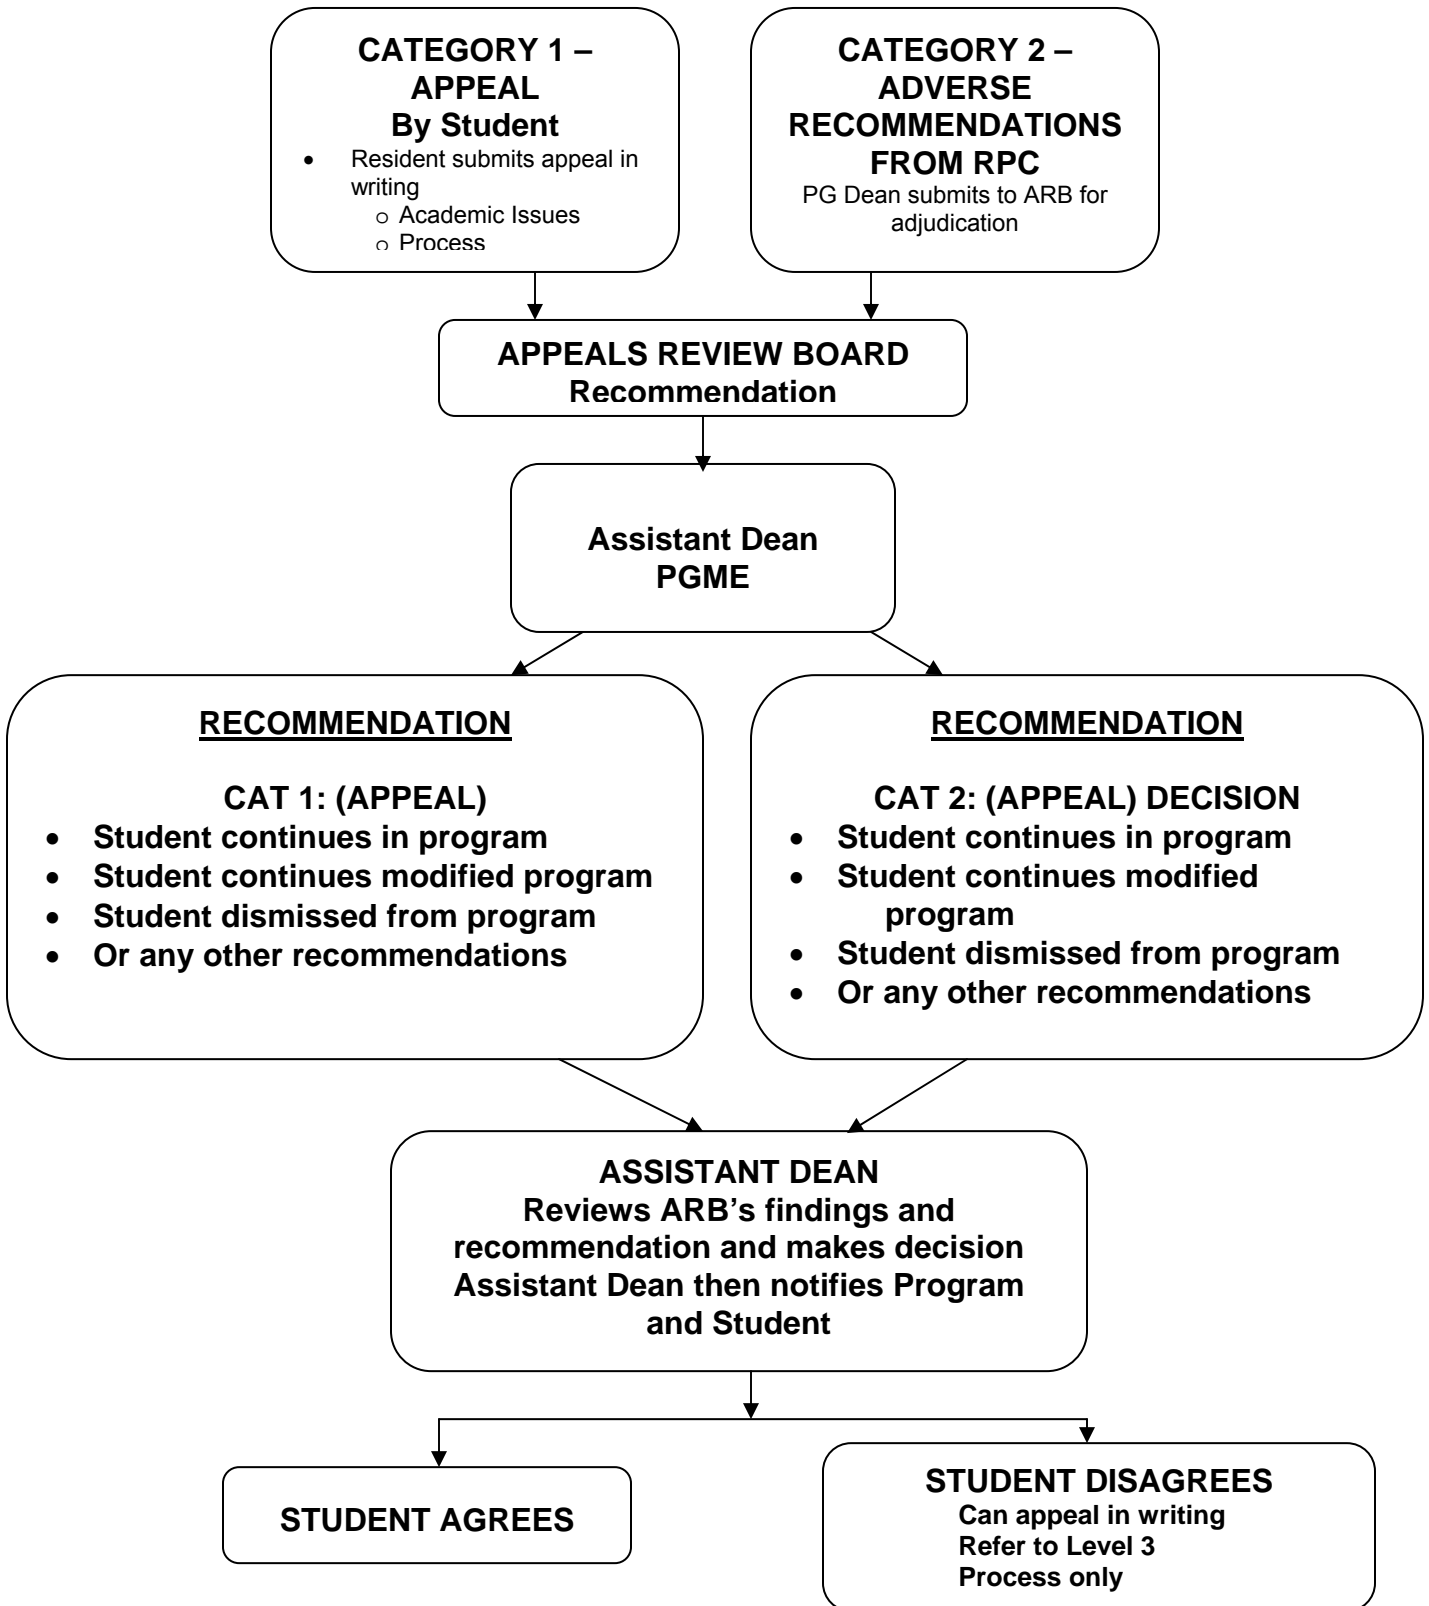 CATEGORY 1 –
APPEAL
By Student
• Resident submits appeal in
writing
o Academic Issues
o Process
CATEGORY 2 –
ADVERSE
RECOMMENDATIONS
FROM RPC
PG Dean submits to ARB for
adjudication
APPEALS REVIEW BOARD
Recommendation
Assistant Dean
PGME
RECOMMENDATION
CAT 1: (APPEAL)
• Student continues in program
• Student continues modified program
• Student dismissed from program
• Or any other recommendations
RECOMMENDATION
CAT 2: (APPEAL) DECISION
• Student continues in program
• Student continues modified
program
• Student dismissed from program
• Or any other recommendations
ASSISTANT DEAN
Reviews ARB’s findings and
recommendation and makes decision
Assistant Dean then notifies Program
and Student
STUDENT AGREES
STUDENT DISAGREES
Can appeal in writing
Refer to Level 3
Process only